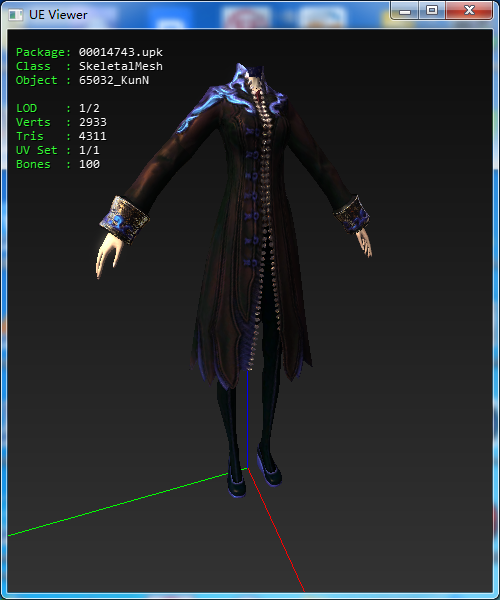 UE Viewer
Package: 00014743.upk
Class : SkeletalMesh
Object : 65032_KunN
LOD : 1/2
Verts : 2933
Tris : 4311
UV Set : 1/1
Bones : 100